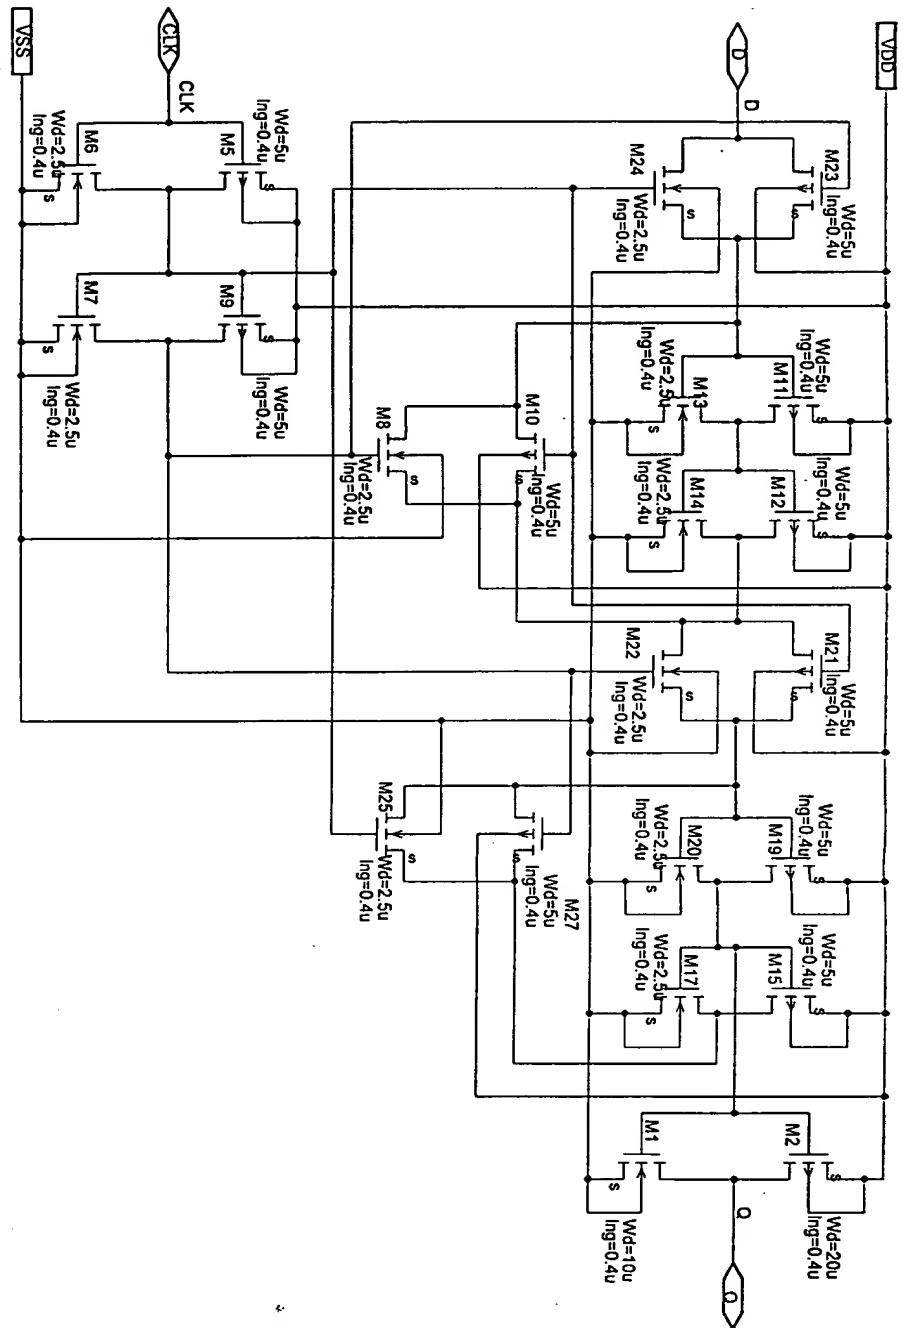 VSS
CLK
D
VDD
CLK
D
M6
Wd=2.5u
lng=0.4u
s
M5
Wd=5u
lng=0.4u
s
M24
Wd=2.5u
lng=0.4u
s
M23
Wd=5u
lng=0.4u
s
M7
Wd=2.5u
lng=0.4u
s
M9
Wd=5u
lng=0.4u
s
M8
Wd=2.5u
lng=0.4u
s
M10
Wd=5u
lng=0.4u
s
M13
Wd=2.5u
lng=0.4u
s
M11
Wd=5u
lng=0.4u
s
M14
Wd=2.5u
lng=0.4u
s
M12
Wd=5u
lng=0.4u
s
M22
Wd=2.5u
lng=0.4u
s
M21
Wd=5u
lng=0.4u
s
M25
Wd=2.5u
lng=0.4u
s
M27
Wd=5u
lng=0.4u
s
M20
Wd=2.5u
lng=0.4u
s
M19
Wd=5u
lng=0.4u
s
M17
Wd=2.5u
lng=0.4u
s
M15
Wd=5u
lng=0.4u
s
M1
Wd=10u
lng=0.4u
s
M2
Wd=20u
lng=0.4u
s
Q
Q